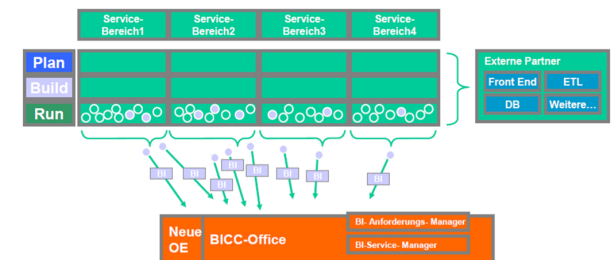 Service-
Bereich1
Service-
Bereich2
Service-
Bereich3
Service-
Bereich4
Plan
Build
Run
Externe Partner
Front End
ETL
DB
Weitere…
BI
BI
BI
BI
BI
BI
BI
BI
Neue
OE
BICC-Office
BI- Anforderungs- Manager
BI-Service- Manager